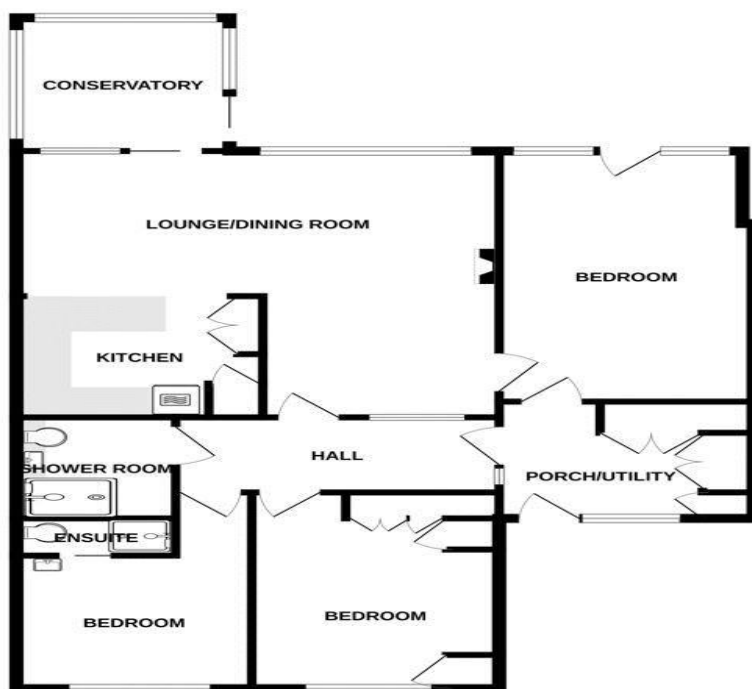 CONSERVATORY
LOUNGE/DINING ROOM
BEDROOM
KITCHEN
HALL
SHOWER ROOM
PORCH/UTILITY
ENSUITE
BEDROOM
BEDROOM